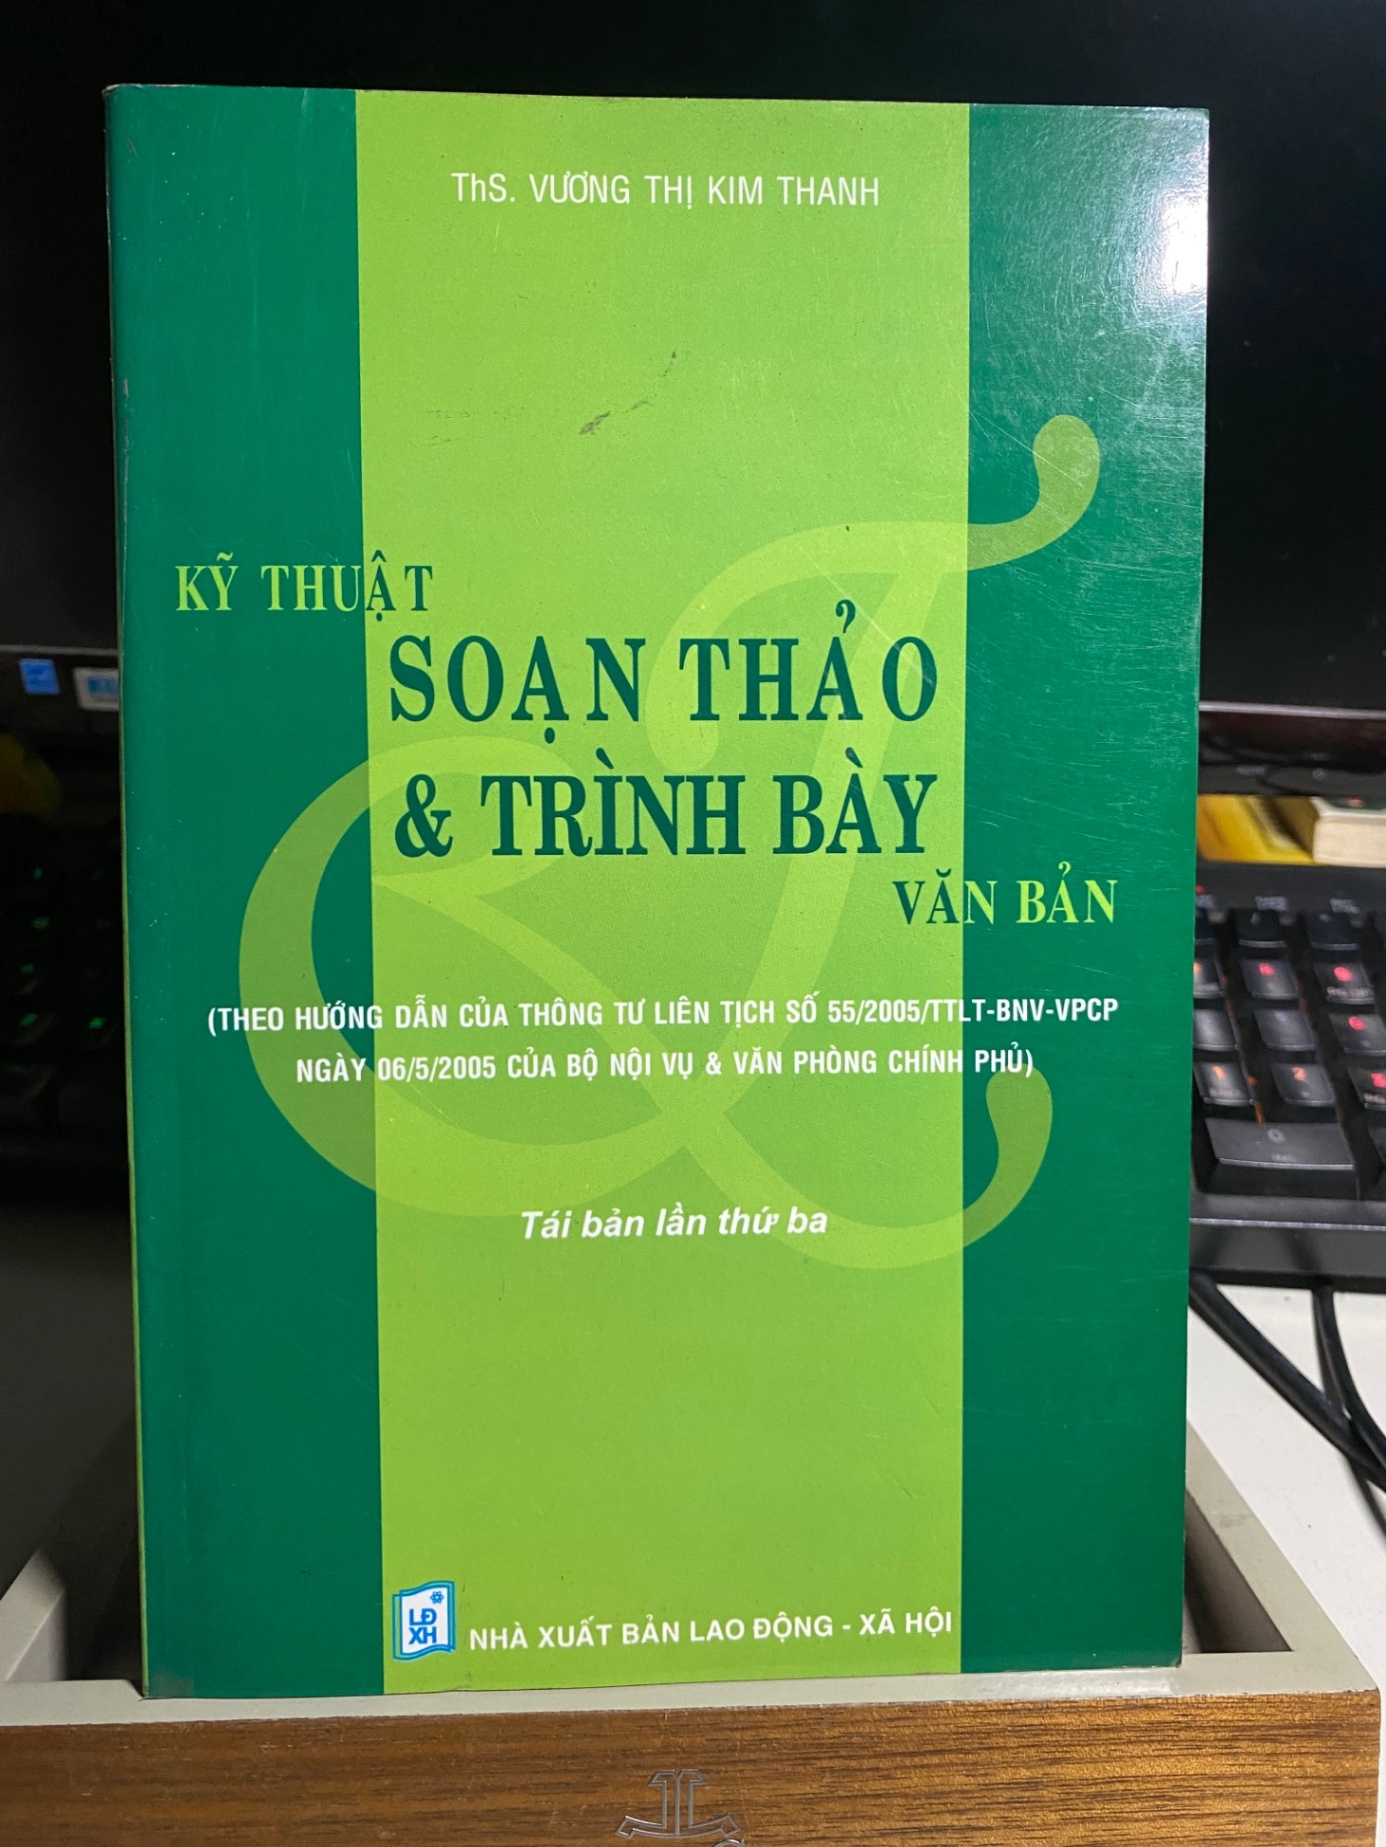 ThS. VƯƠNG THỊ KIM THANH
KỸ THUẬT
SOẠN THẢO
& TRÌNH BÀY
VĂN BẢN
(THEO HƯỚNG DẪN CỦA THÔNG TƯ LIÊN TỊCH SỐ 55/2005/TTLT-BNV-VPCP
NGÀY 06/5/2005 CỦA BỘ NỘI VỤ & VĂN PHÒNG CHÍNH PHỦ)
Tái bản lần thứ ba
LĐ
XH
NHÀ XUẤT BẢN LAO ĐỘNG - XÃ HỘI